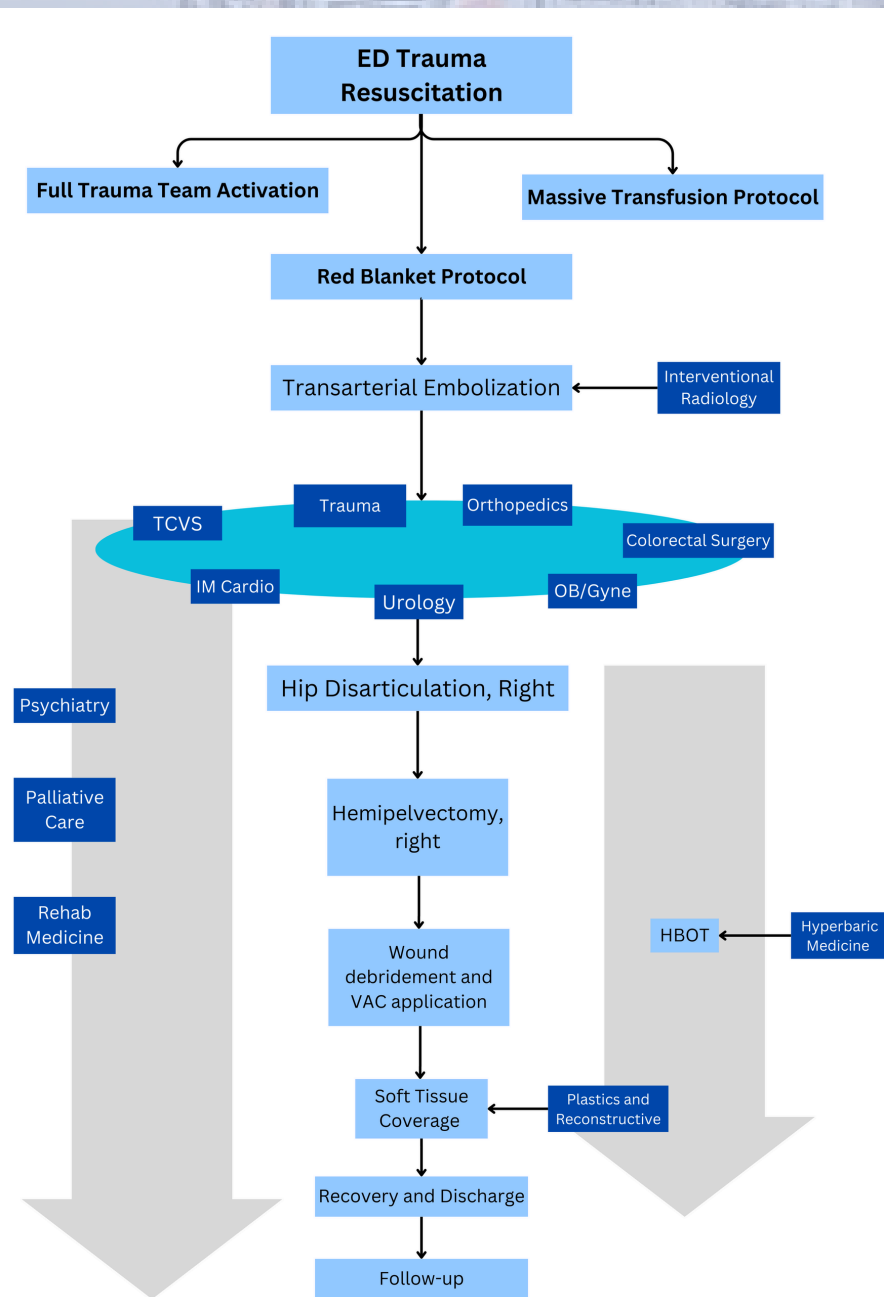 ED Trauma
Resuscitation
Full Trauma Team Activation
Massive Transfusion Protocol
Red Blanket Protocol
Transarterial Embolization
Interventional
Radiology
TCVS
Trauma
Orthopedics
Colorectal Surgery
IM Cardio
Urology
OB/Gyne
Hip Disarticulation, Right
Psychiatry
Palliative
Care
Hemipelvectomy,
right
Rehab
Medicine
Wound
debridement and
VAC application
HBOT
Hyperbaric
Medicine
Soft Tissue
Coverage
Plastics and
Reconstructive
Recovery and Discharge
Follow-up